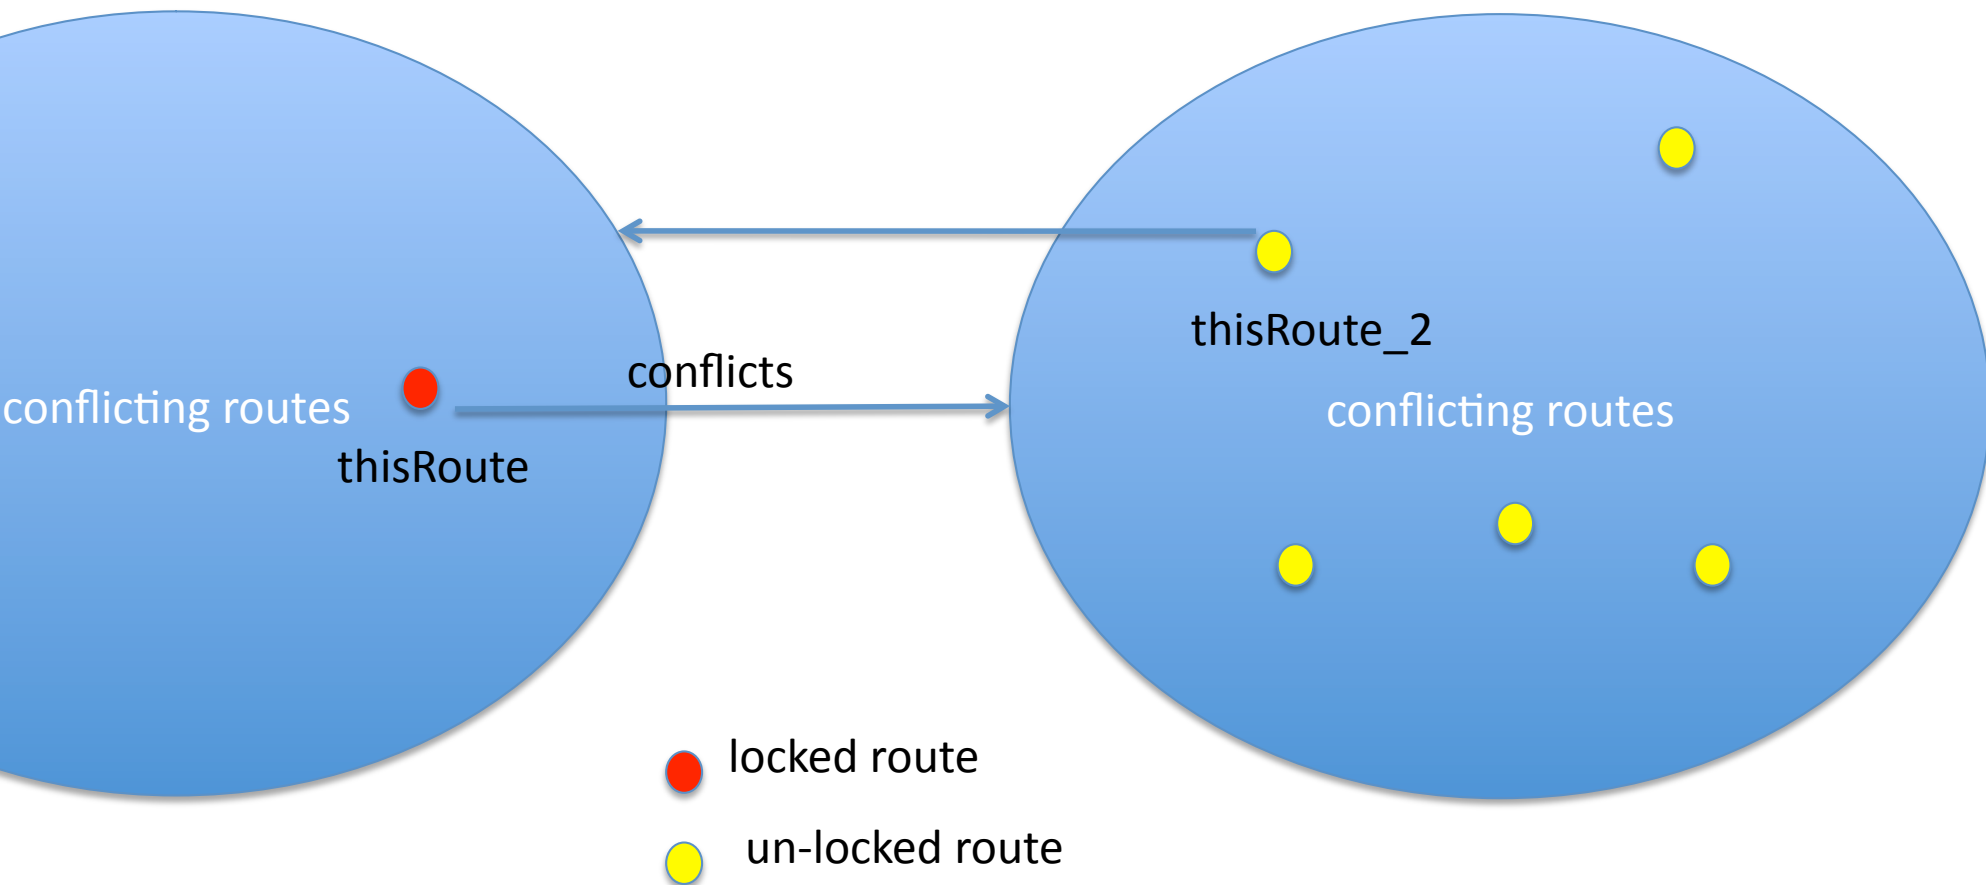 thisRoute_2
conflicts
conflicting routes
conflicting routes
thisRoute
locked route
un-locked route